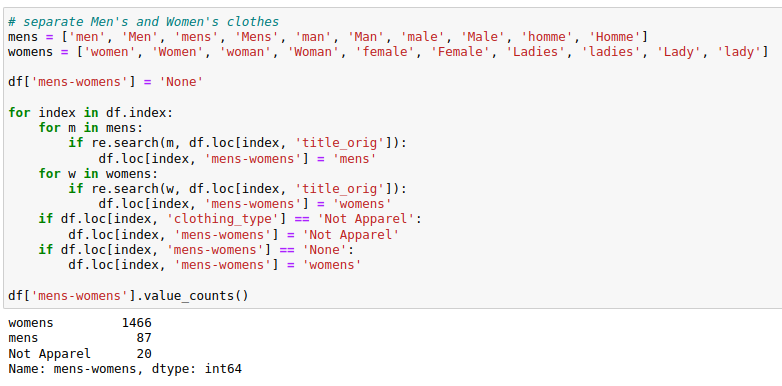 # separate Men's and Women's clothes
mens = ['men', 'Men', 'mens', 'Mens', 'man', 'Man', 'male', 'Male', 'homme', 'Homme']
womens = ['women', 'Women', 'woman', 'Woman', 'female', 'Female', 'Ladies', 'ladies', 'Lady', 'lady']

df['mens-womens'] = 'None'

for index in df.index:
    for m in mens:
        if re.search(m, df.loc[index, 'title_orig']):
            df.loc[index, 'mens-womens'] = 'mens'
    for w in womens:
        if re.search(w, df.loc[index, 'title_orig']):
            df.loc[index, 'mens-womens'] = 'womens'
    if df.loc[index, 'clothing_type'] == 'Not Apparel':
        df.loc[index, 'mens-womens'] = 'Not Apparel'
    if df.loc[index, 'mens-womens'] == 'None':
        df.loc[index, 'mens-womens'] = 'womens'

df['mens-womens'].value_counts()
womens         1466
mens             87
Not Apparel      20
Name: mens-womens, dtype: int64